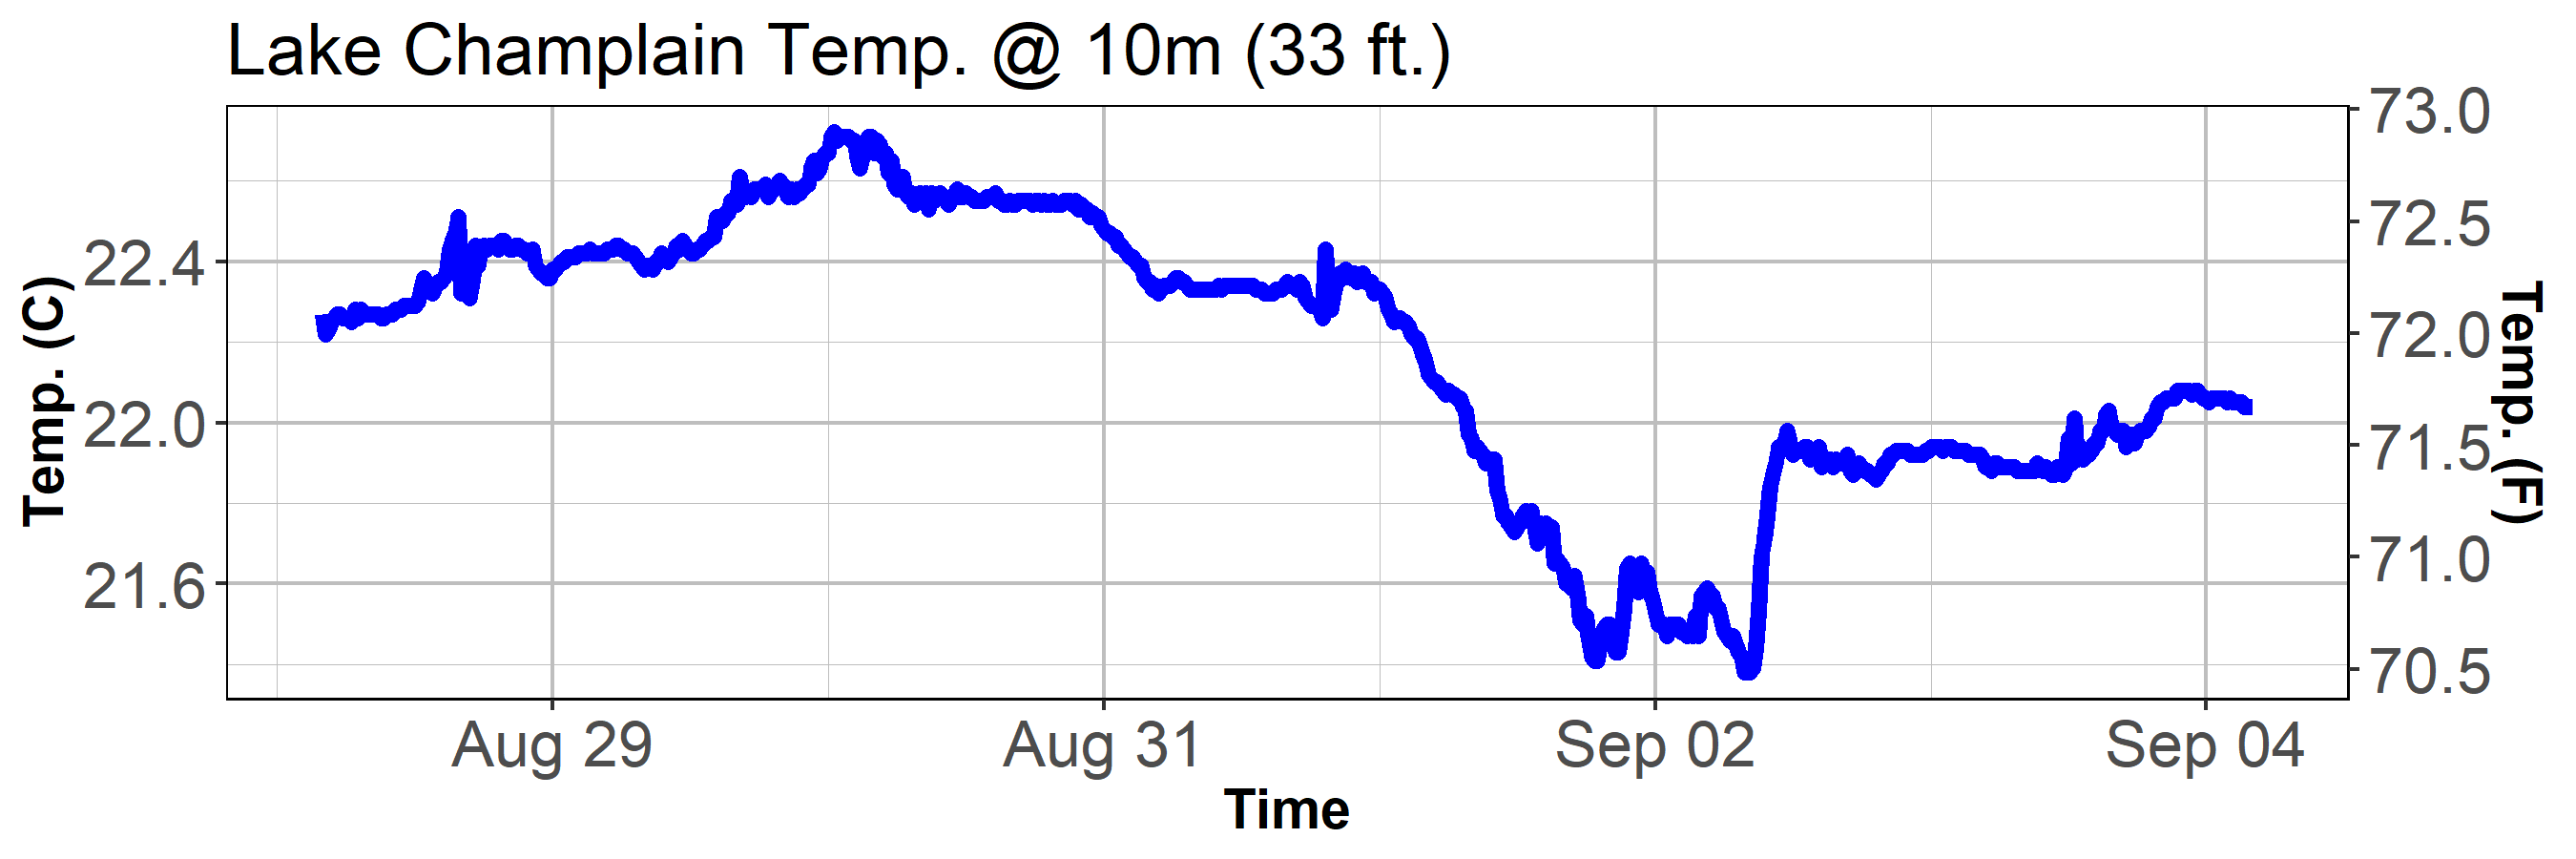 Lake Champlain Temp. @ 10m (33 ft.)
Temp. (C)
22.4
22.0
21.6
73.0
72.5
72.0
71.5
71.0
70.5
Temp. (F)
Aug 29 Aug 31 Sep 02 Sep 04
Time